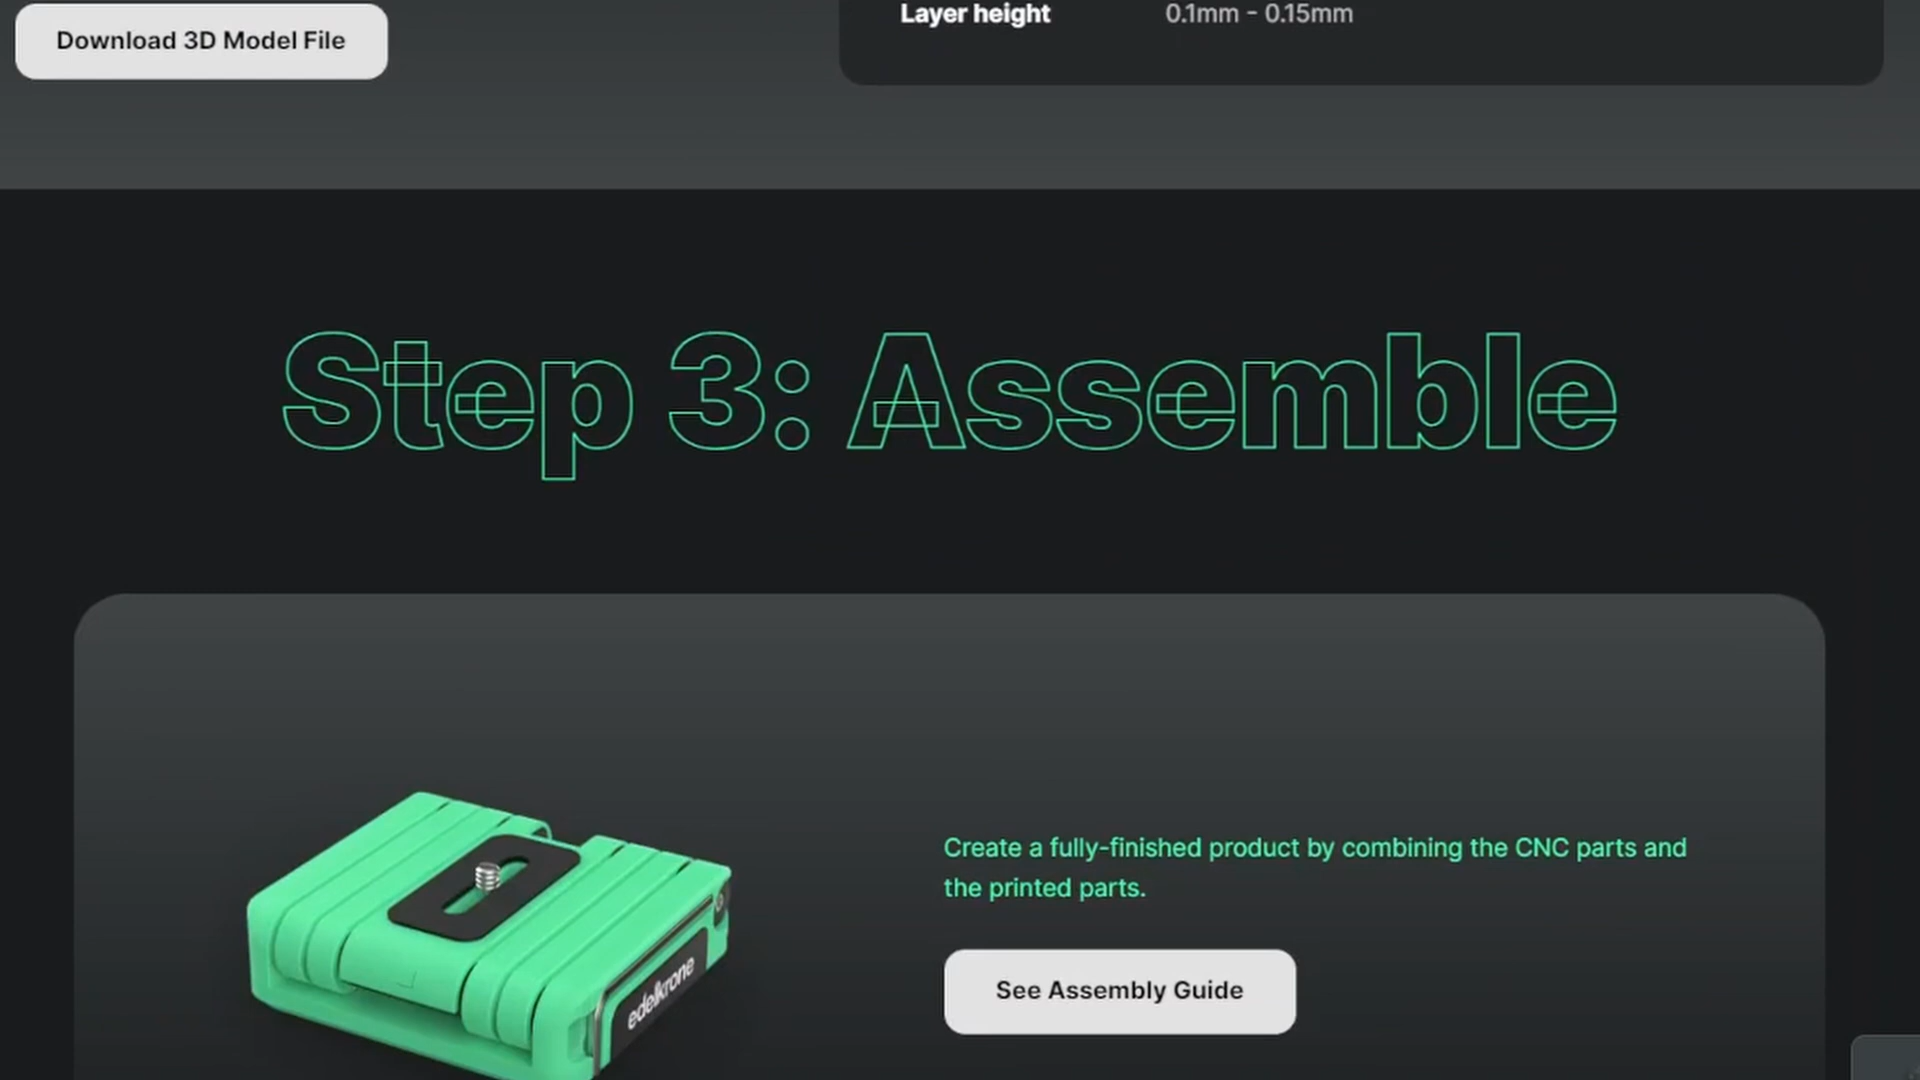 Download 3D Model File
Layer height 0.1mm - 0.15mm
Step 3: Assemble
Create a fully-finished product by combining the CNC parts and
the printed parts.
See Assembly Guide
edelkrone